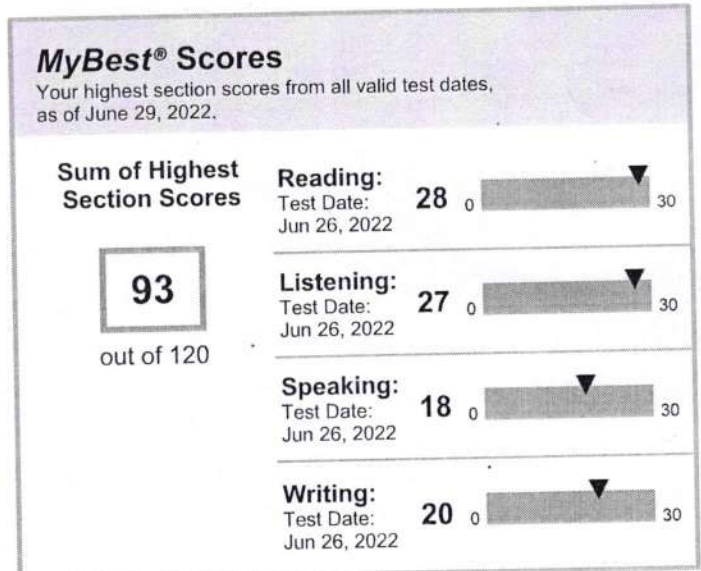 MyBest® Scores
Your highest section scores from all valid test dates,
as of June 29, 2022.
Sum of Highest
Section Scores
93
out of 120
Reading:
Test Date:
Jun 26, 2022
28
0
30
Listening:
Test Date:
Jun 26, 2022
27
0
30
Speaking:
Test Date:
Jun 26, 2022
18
0
30
Writing:
Test Date:
Jun 26, 2022
20
0
30